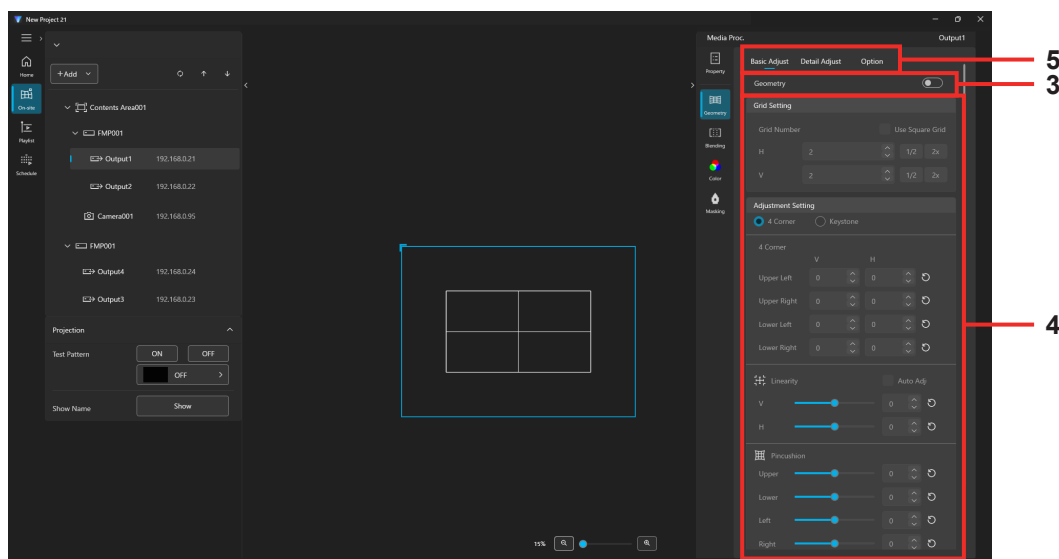 New Project 21
Media Proc. Output1
Home
On-site
Playlist
Schedule
+Add
Contents Area001
FMP001
Output1 192.168.0.21
Output2 192.168.0.22
Camera001 192.168.0.95
FMP001
Output4 192.168.0.24
Output3 192.168.0.23
Projection
Test Pattern ON OFF
OFF
Show Name Show
15%
Property
Geometry
Blending
Color
Masking
Basic Adjust Detail Adjust Option
Geometry
Grid Setting
Grid Number Use Square Grid
H 2 1/2 2x
V 2 1/2 2x
Adjustment Setting
4 Corner Keystone
4 Corner
V H
Upper Left 0 0
Upper Right 0 0
Lower Left 0 0
Lower Right 0 0
Linearity Auto Adj
V 0
H 0
Pincushion
Upper 0
Lower 0
Left 0
Right 0
5
3
4